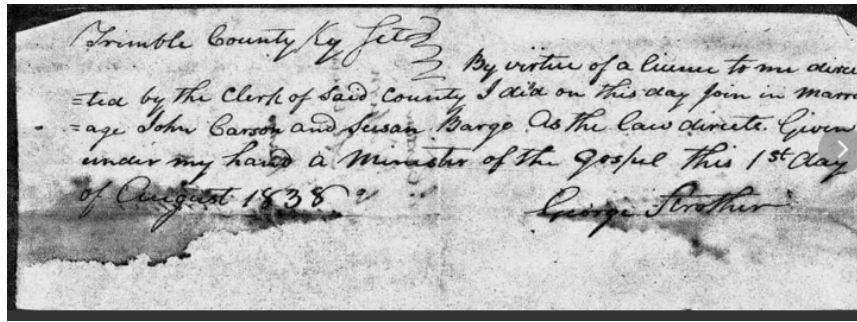 Trimble County Ky Sct
By virtue of a licence to me direc
=ted by the Clerk of Said County I did on this day Join in Marri
=age John Carson and Susan Bargo As the law directs. Given
under my hand a Minister of the Gospel this 1st day
of August 1838
George Strother